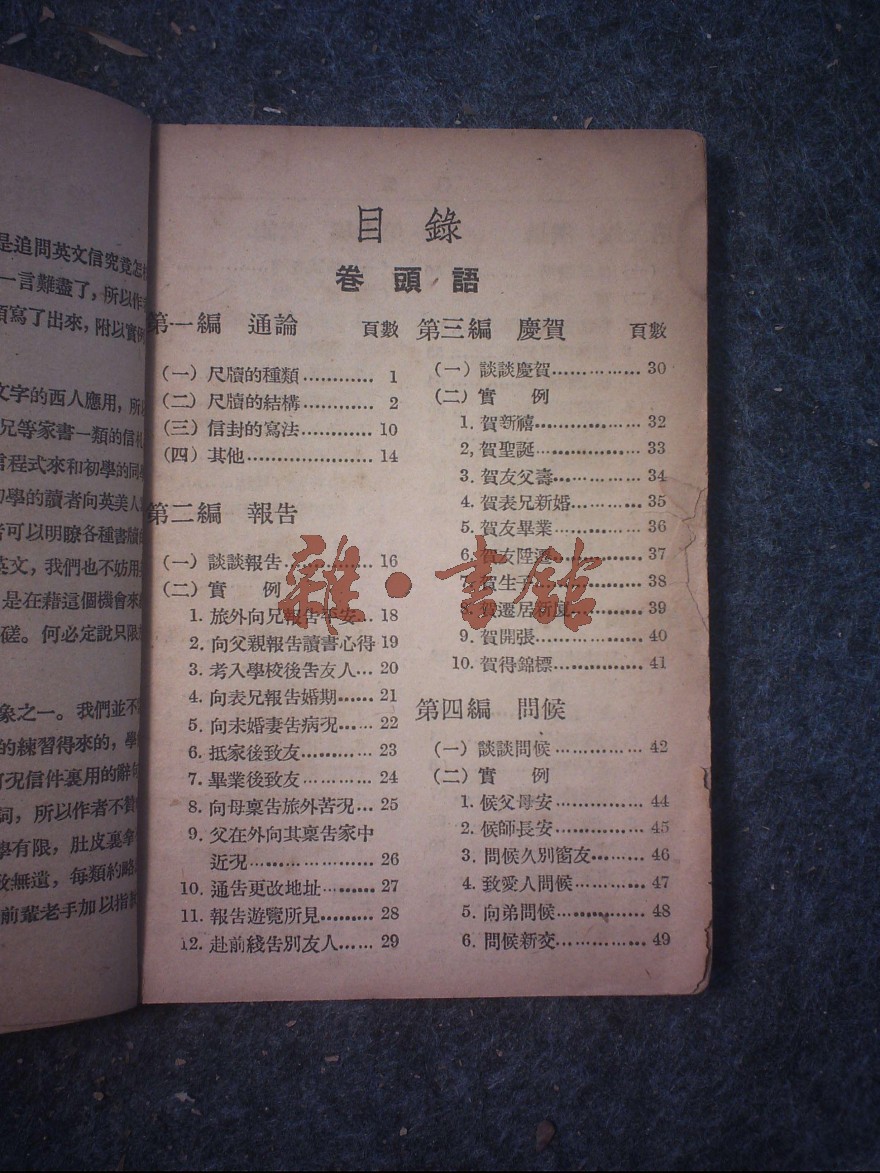 是追問英文信究竟怎
一言難盡了，所以作
須寫了出來，附以實例
文字的西人應用，所
兄等家書一類的信札
言程式來和初學的同學
初學的讀者向英美人
者可以明瞭各種書牘的
英文，我們也不妨用
是在藉這個機會來
磋。何必定說只限
象之一。我們並不
的練習得來的，學
可況信件裏用的辭句
詞，所以作者不贊
學有限，肚皮裏拿
致無遺，每類約略
前輩老手加以指
目錄
卷頭語
第一編 通論 頁數
(一) 尺牘的種類………… 1
(二) 尺牘的結構………… 2
(三) 信封的寫法………… 10
(四) 其他………………… 14
第二編 報告
(一) 談談報告…………… 16
(二) 實 例
1. 旅外向兄報告平安… 18
2. 向父親報告讀書心得 19
3. 考入學校後告友人… 20
4. 向表兄報告婚期…… 21
5. 向未婚妻告病況…… 22
6. 抵家後致友………… 23
7. 畢業後致友………… 24
8. 向母稟告旅外苦況… 25
9. 父在外向其稟告家中
近況………………… 26
10. 通告更改地址……… 27
11. 報告遊覽所見……… 28
12. 赴前綫告別友人…… 29
第三編 慶賀 頁數
(一) 談談慶賀…………… 30
(二) 實 例
1. 賀新禧……………… 32
2, 賀聖誕……………… 33
3. 賀友父壽…………… 34
4. 賀表兄新婚………… 35
5. 賀友畢業…………… 36
6. 賀友陞遷…………… 37
7. 賀生子……………… 38
8. 賀遷居新… 39
9. 賀開張……………… 40
10. 賀得錦標…………… 41
第四編 問候
(一) 談談問候…………… 42
(二) 實 例
1. 候父母安…………… 44
2. 候師長安…………… 45
3. 問候久別窗友……… 46
4. 致愛人問候………… 47
5. 向弟問候…………… 48
6. 問候新交…………… 49
雜·書館